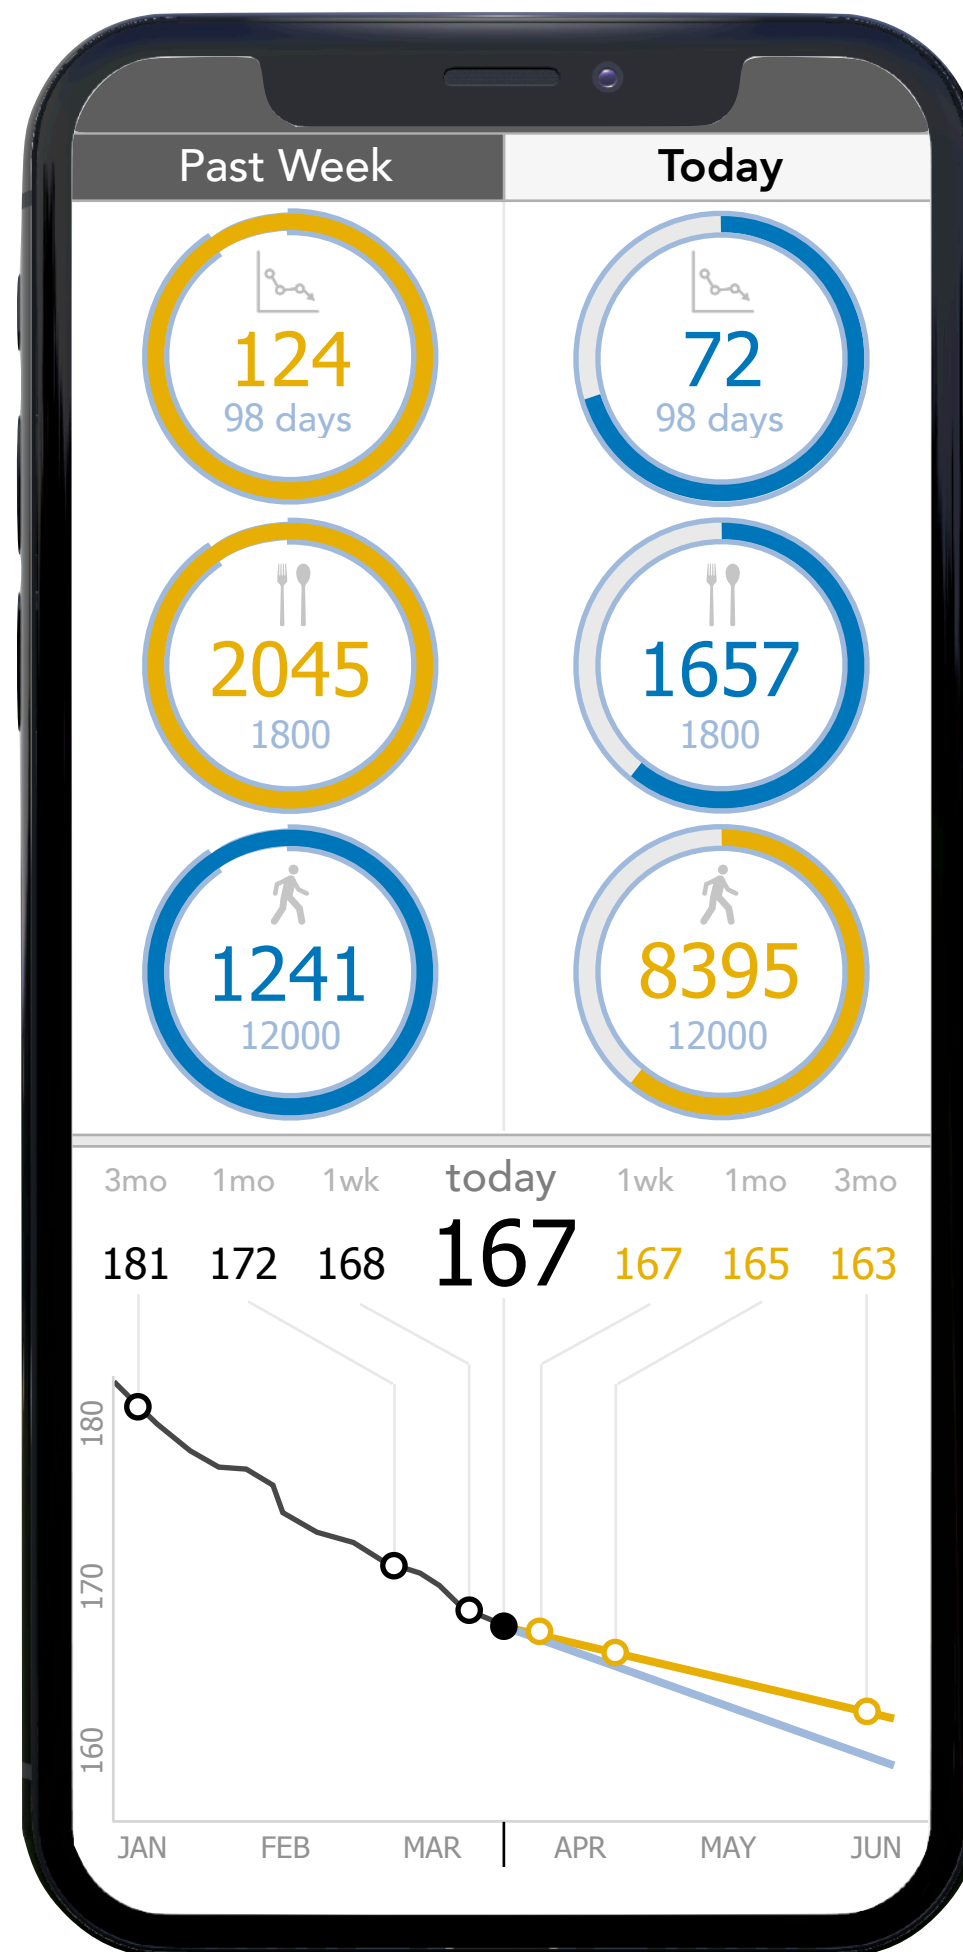 Past Week Today
124 72
98 days 98 days
2045 1657
1800 1800
1241 8395
12000 12000
3mo 1mo 1wk today 1wk 1mo 3mo
181 172 168 167 167 165 163
180
170
160
JAN FEB MAR APR MAY JUN